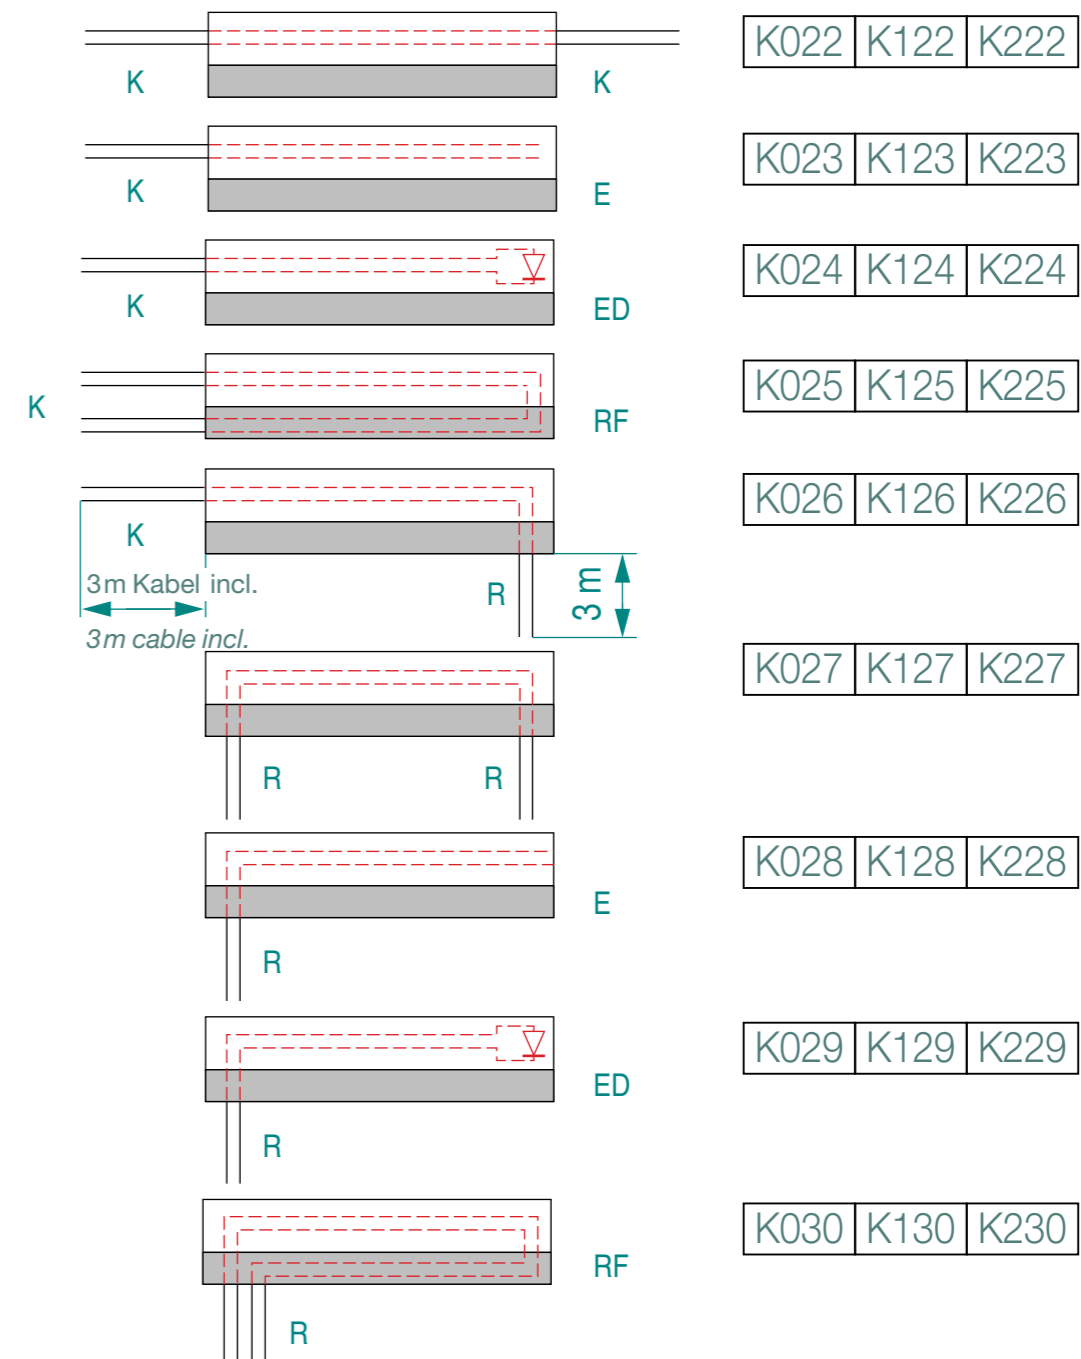 K022 K122 K222
K K
K023 K123 K223
K E
K024 K124 K224
K ED
K025 K125 K225
K RF
K026 K126 K226
K
3m Kabel incl. R 3 m
3m cable incl.
K027 K127 K227
R R
K028 K128 K228
E
R
K029 K129 K229
ED
R
K030 K130 K230
RF
R